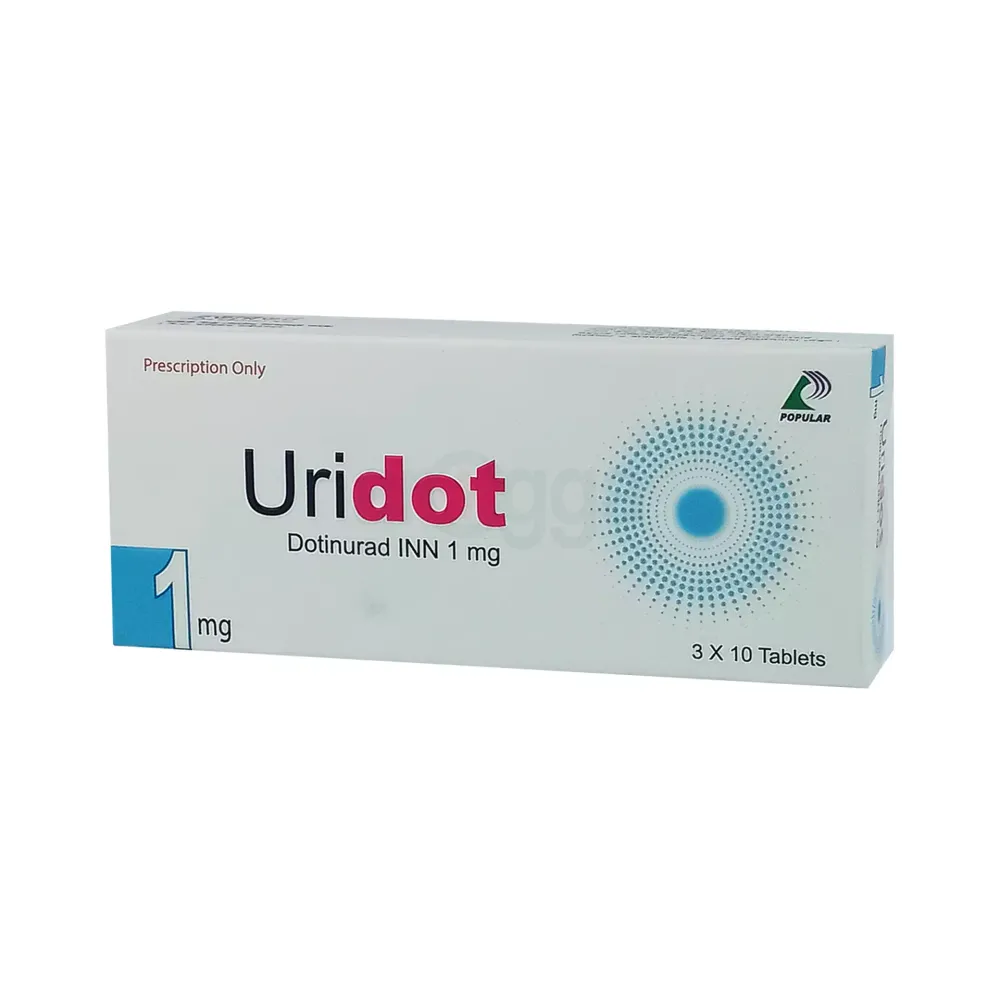 Prescription Only
POPULAR
Uridot
Dotinurad INN 1 mg
1 mg
3 X 10 Tablets